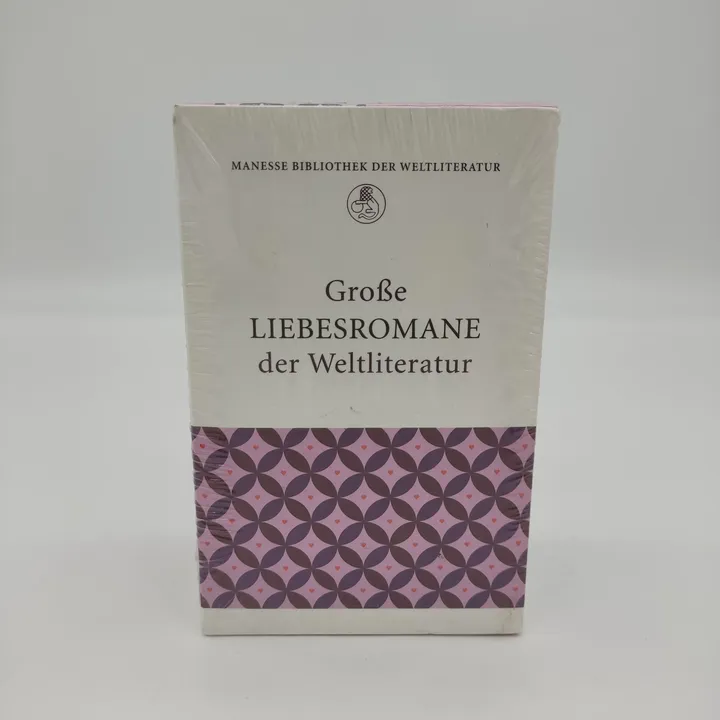 MANESSE BIBLIOTHEK DER WELTLITERATUR
Große
LIEBESROMANE
der Weltliteratur